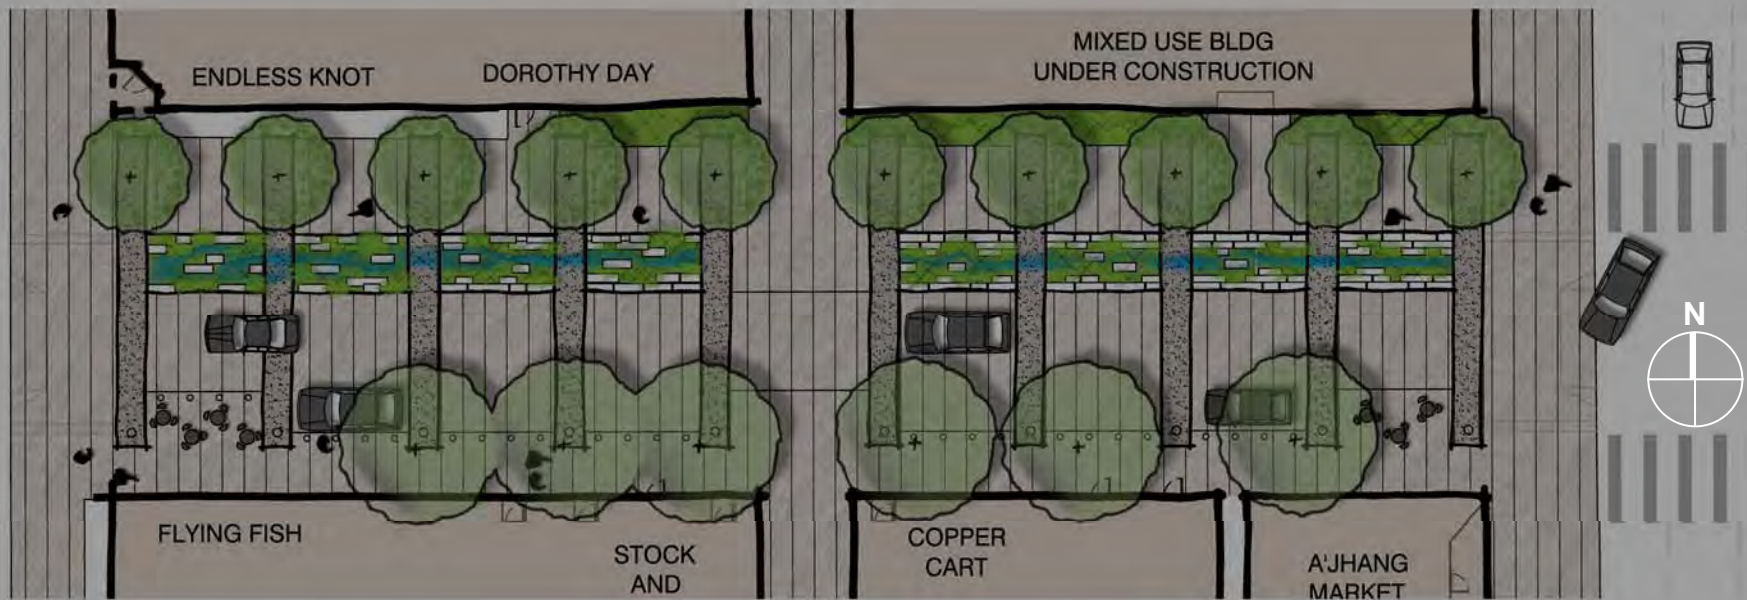 ENDLESS KNOT
DOROTHY DAY
MIXED USE BLDG
UNDER CONSTRUCTION
N
FLYING FISH
STOCK
AND
COPPER
CART
A'JHANG
MARKET